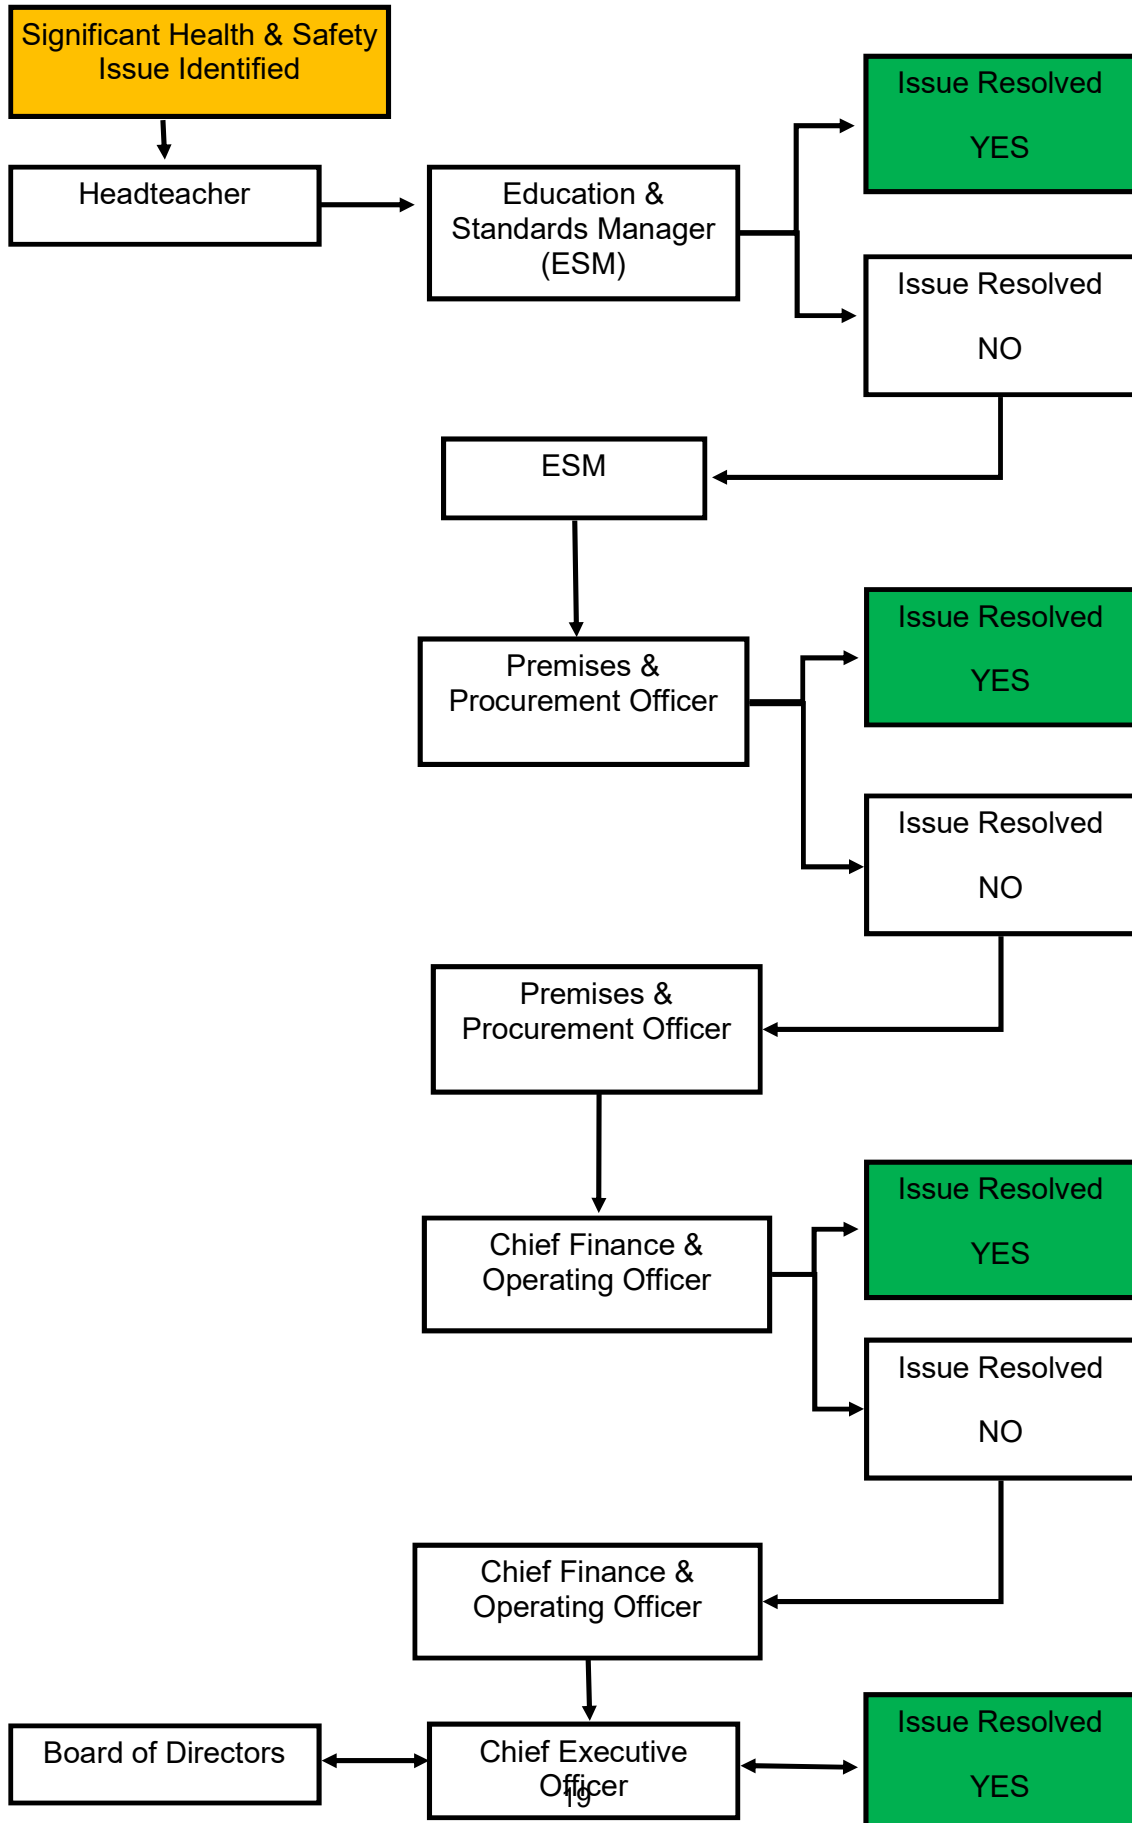 Significant Health & Safety
Issue Identified
Issue Resolved
YES
Headteacher
Education &
Standards Manager
(ESM)
Issue Resolved
NO
ESM
Issue Resolved
YES
Premises &
Procurement Officer
Issue Resolved
NO
Premises &
Procurement Officer
Issue Resolved
YES
Chief Finance &
Operating Officer
Issue Resolved
NO
Chief Finance &
Operating Officer
Issue Resolved
YES
Board of Directors
Chief Executive
Officer
19